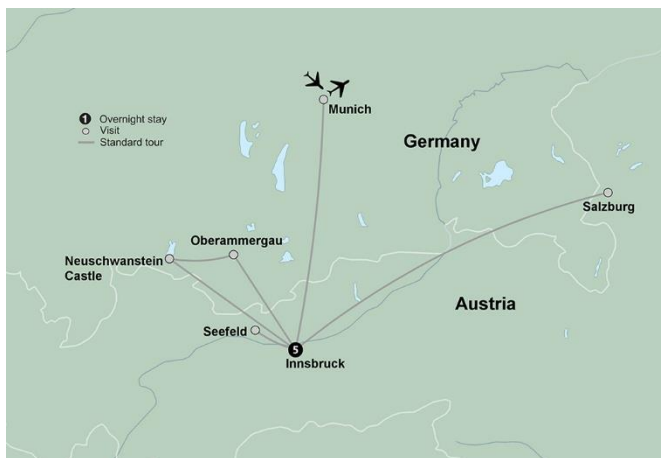 1 Overnight stay
Visit
Standard tour
Munich
Germany
Salzburg
Oberammergau
Neuschwanstein
Castle
Austria
Seefeld
5
Innsbruck